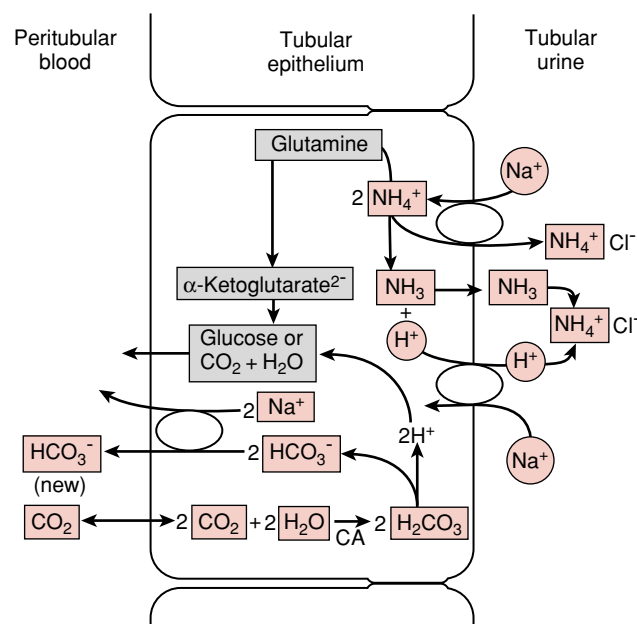 Peritubular
blood
Tubular
epithelium
Tubular
urine
Glutamine
Na⁺
2 NH₄⁺
NH₄⁺ Cl⁻
α-Ketoglutarate²⁻
NH₃
NH₃
+
H⁺
NH₄⁺ Cl⁻
Glucose or
CO₂ + H₂O
H⁺
2 Na⁺
2H⁺
HCO₃⁻
2 HCO₃⁻
Na⁺
(new)
CO₂
2 CO₂ + 2 H₂O
CA
2 H₂CO₃